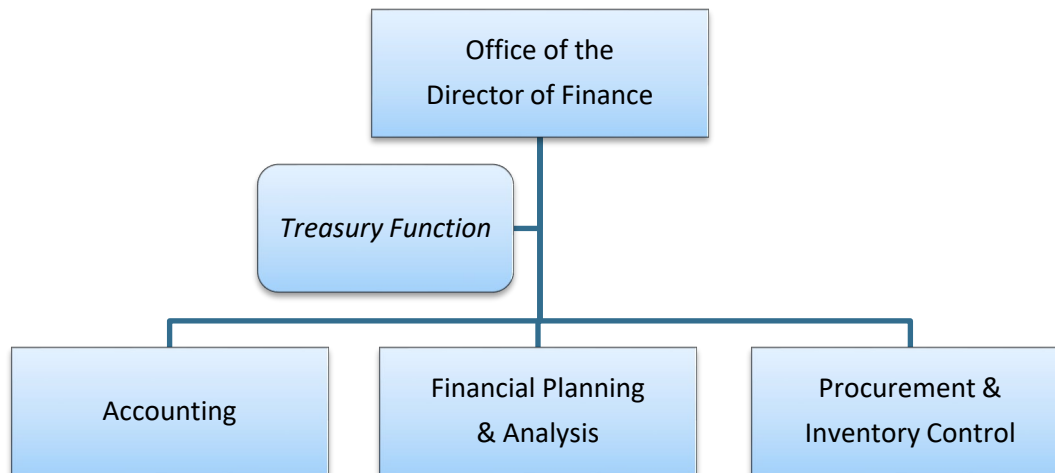 Office of the
Director of Finance
Treasury Function
Accounting
Financial Planning
& Analysis
Procurement &
Inventory Control